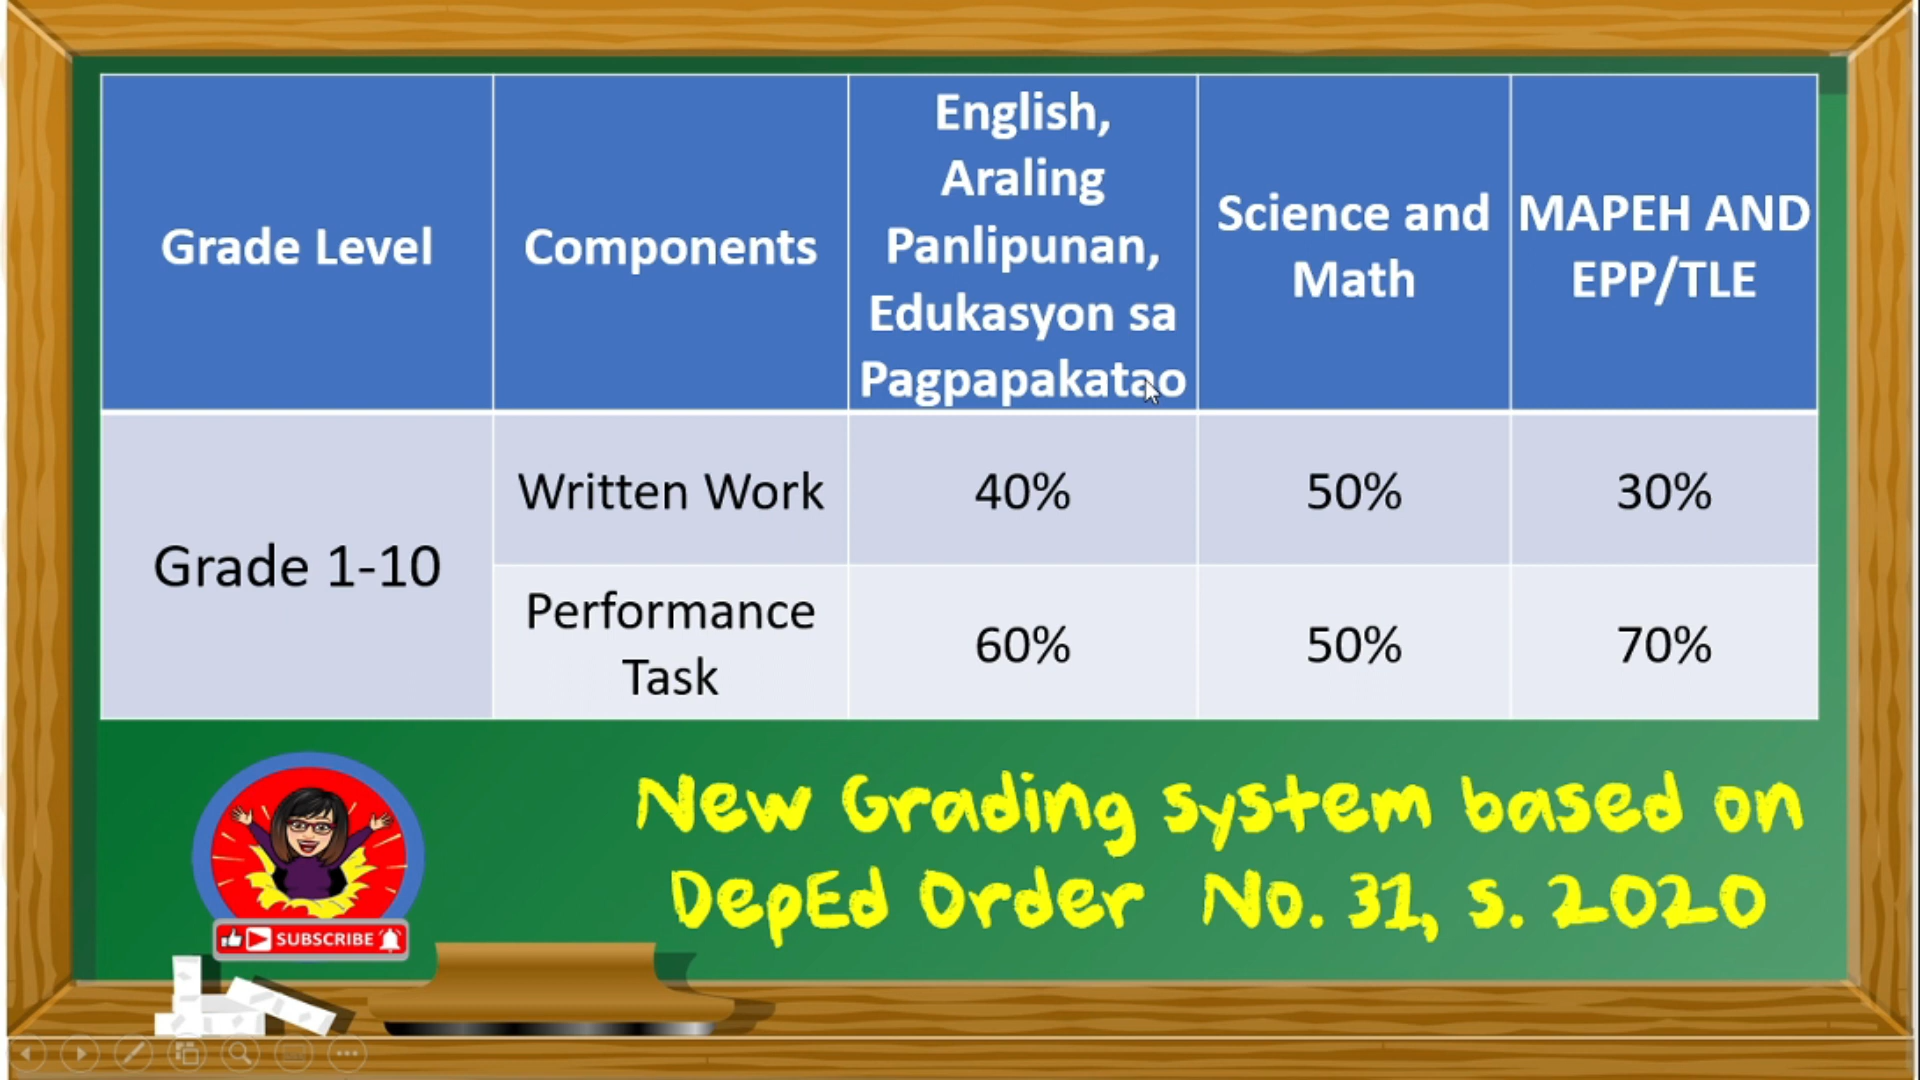 Grade Level
Components
English,
Araling
Panlipunan,
Edukasyon sa
Pagpapakatao
Science and
Math
MAPEH AND
EPP/TLE
Grade 1-10
Written Work
40%
50%
30%
Performance
Task
60%
50%
70%
New Grading system based on
DepEd Order No. 31, s. 2020
SUBSCRIBE